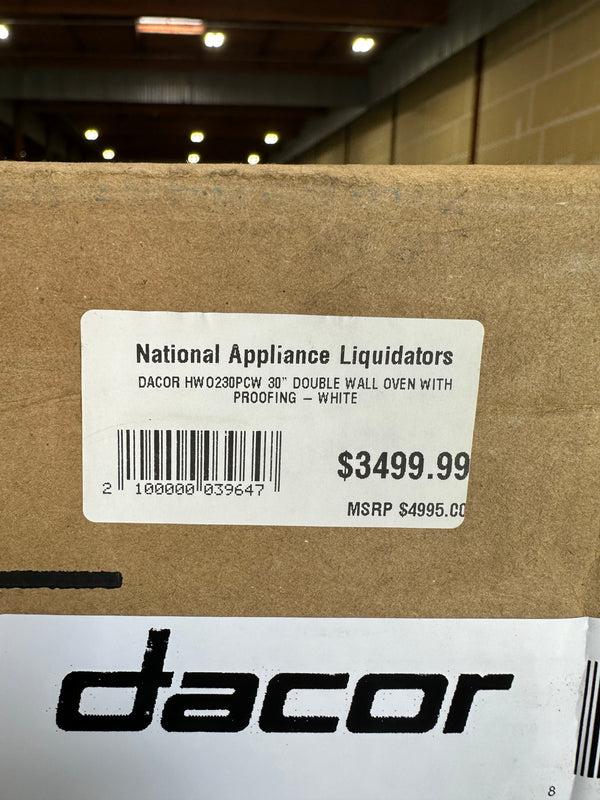 National Appliance Liquidators
DACOR HWO230PCW 30" DOUBLE WALL OVEN WITH
PROOFING – WHITE
$3499.99
2 100000 039647
MSRP $4995.00
dacor
8